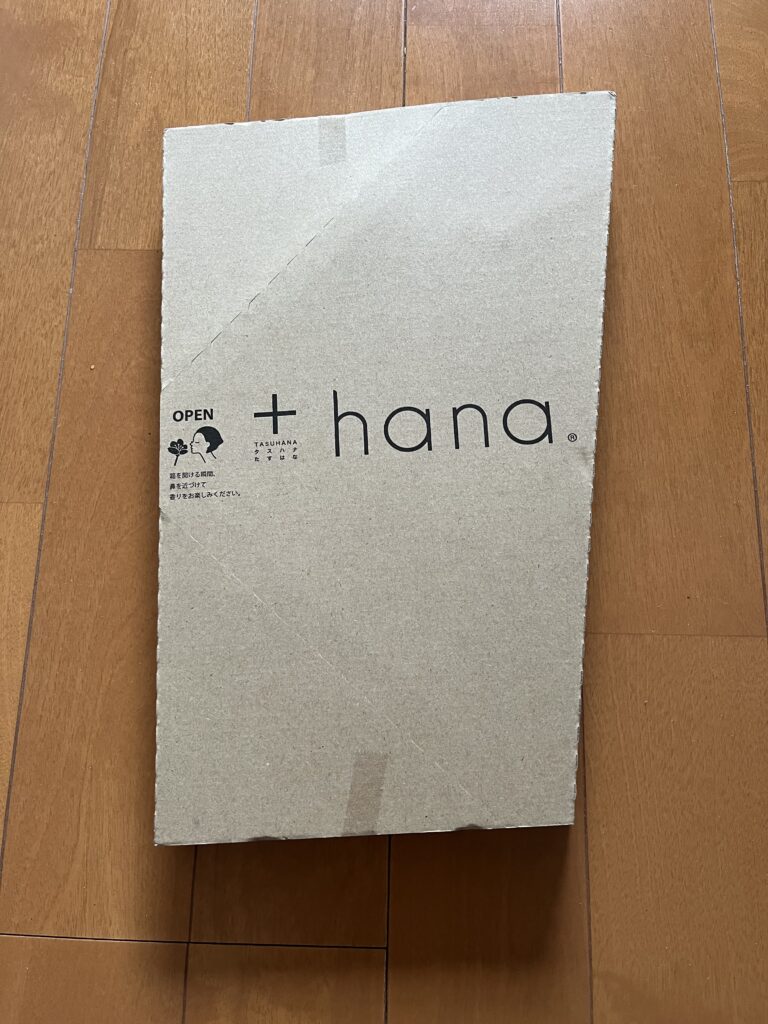 OPEN
箱を開ける瞬間、
鼻を近づけて
香りをお楽しみください。
+ hana®
TASUHANA
タスハナ
たすはな